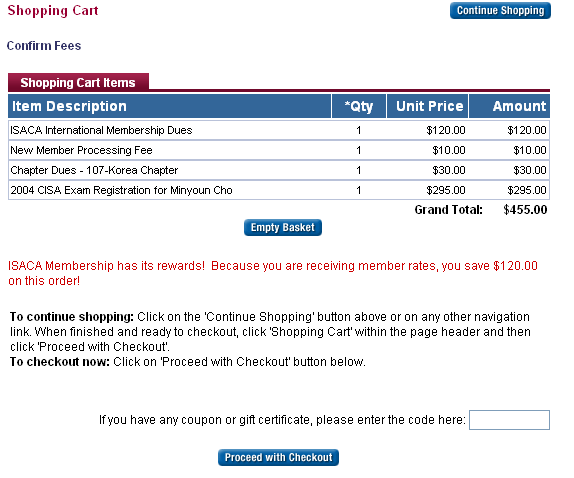 Shopping Cart
Continue Shopping
Confirm Fees
Shopping Cart Items
Item Description *Qty Unit Price Amount
ISACA International Membership Dues 1 $120.00 $120.00
New Member Processing Fee 1 $10.00 $10.00
Chapter Dues - 107-Korea Chapter 1 $30.00 $30.00
2004 CISA Exam Registration for Minyoun Cho 1 $295.00 $295.00
Grand Total: $455.00
Empty Basket
ISACA Membership has its rewards! Because you are receiving member rates, you save $120.00
on this order!
To continue shopping: Click on the 'Continue Shopping' button above or on any other navigation
link. When finished and ready to checkout, click 'Shopping Cart' within the page header and then
click 'Proceed with Checkout'.
To checkout now: Click on 'Proceed with Checkout' button below.
If you have any coupon or gift certificate, please enter the code here:
Proceed with Checkout